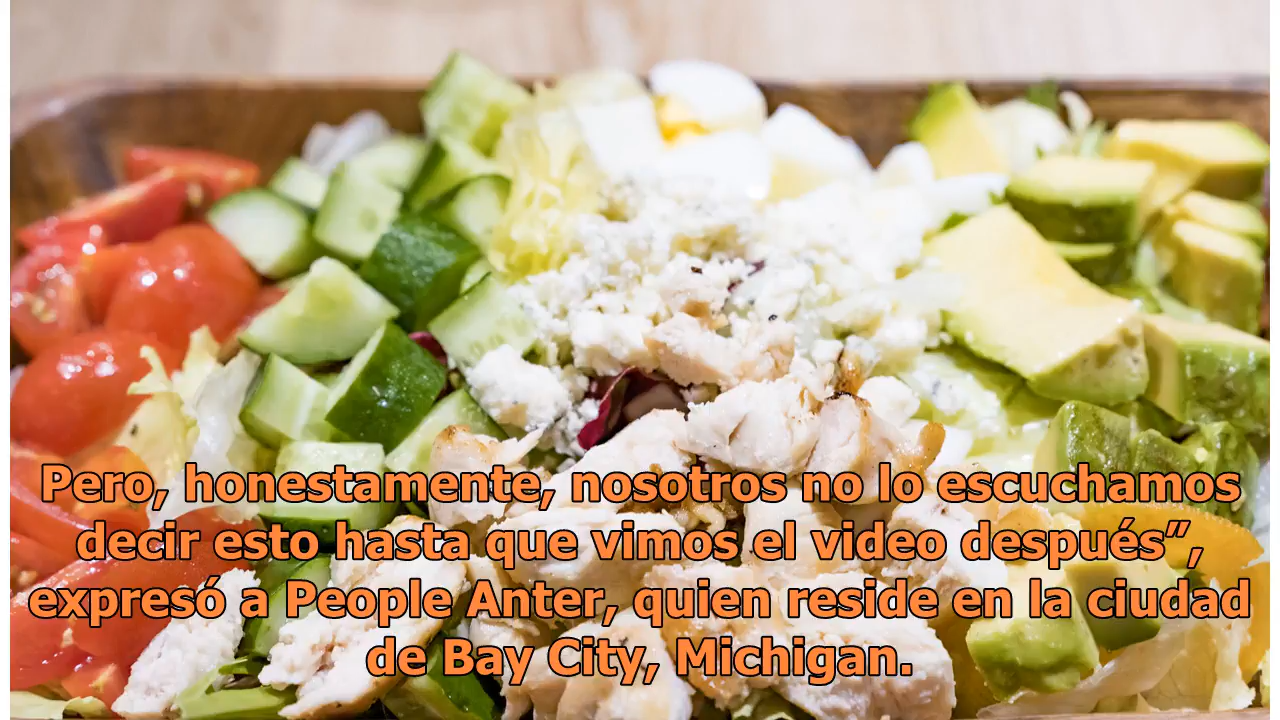 Pero, honestamente, nosotros no lo escuchamos
decir esto hasta que vimos el video después”,
expresó a People Anter, quien reside en la ciudad
de Bay City, Michigan.